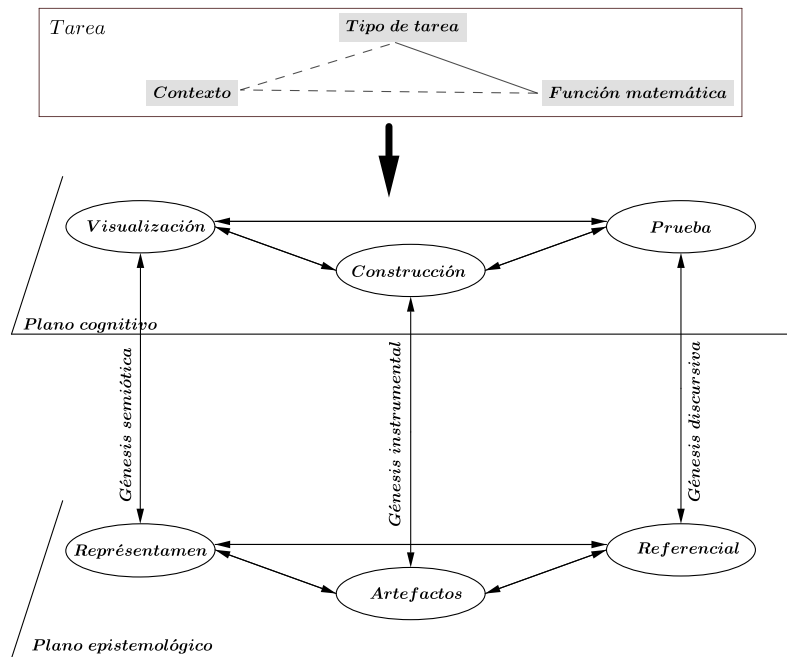 Tarea
Tipo de tarea
Contexto
Función matemática
Visualización
Prueba
Construcción
Plano cognitivo
Génesis semiótica
Génesis instrumental
Génesis discursiva
Représentamen
Referencial
Artefactos
Plano epistemológico